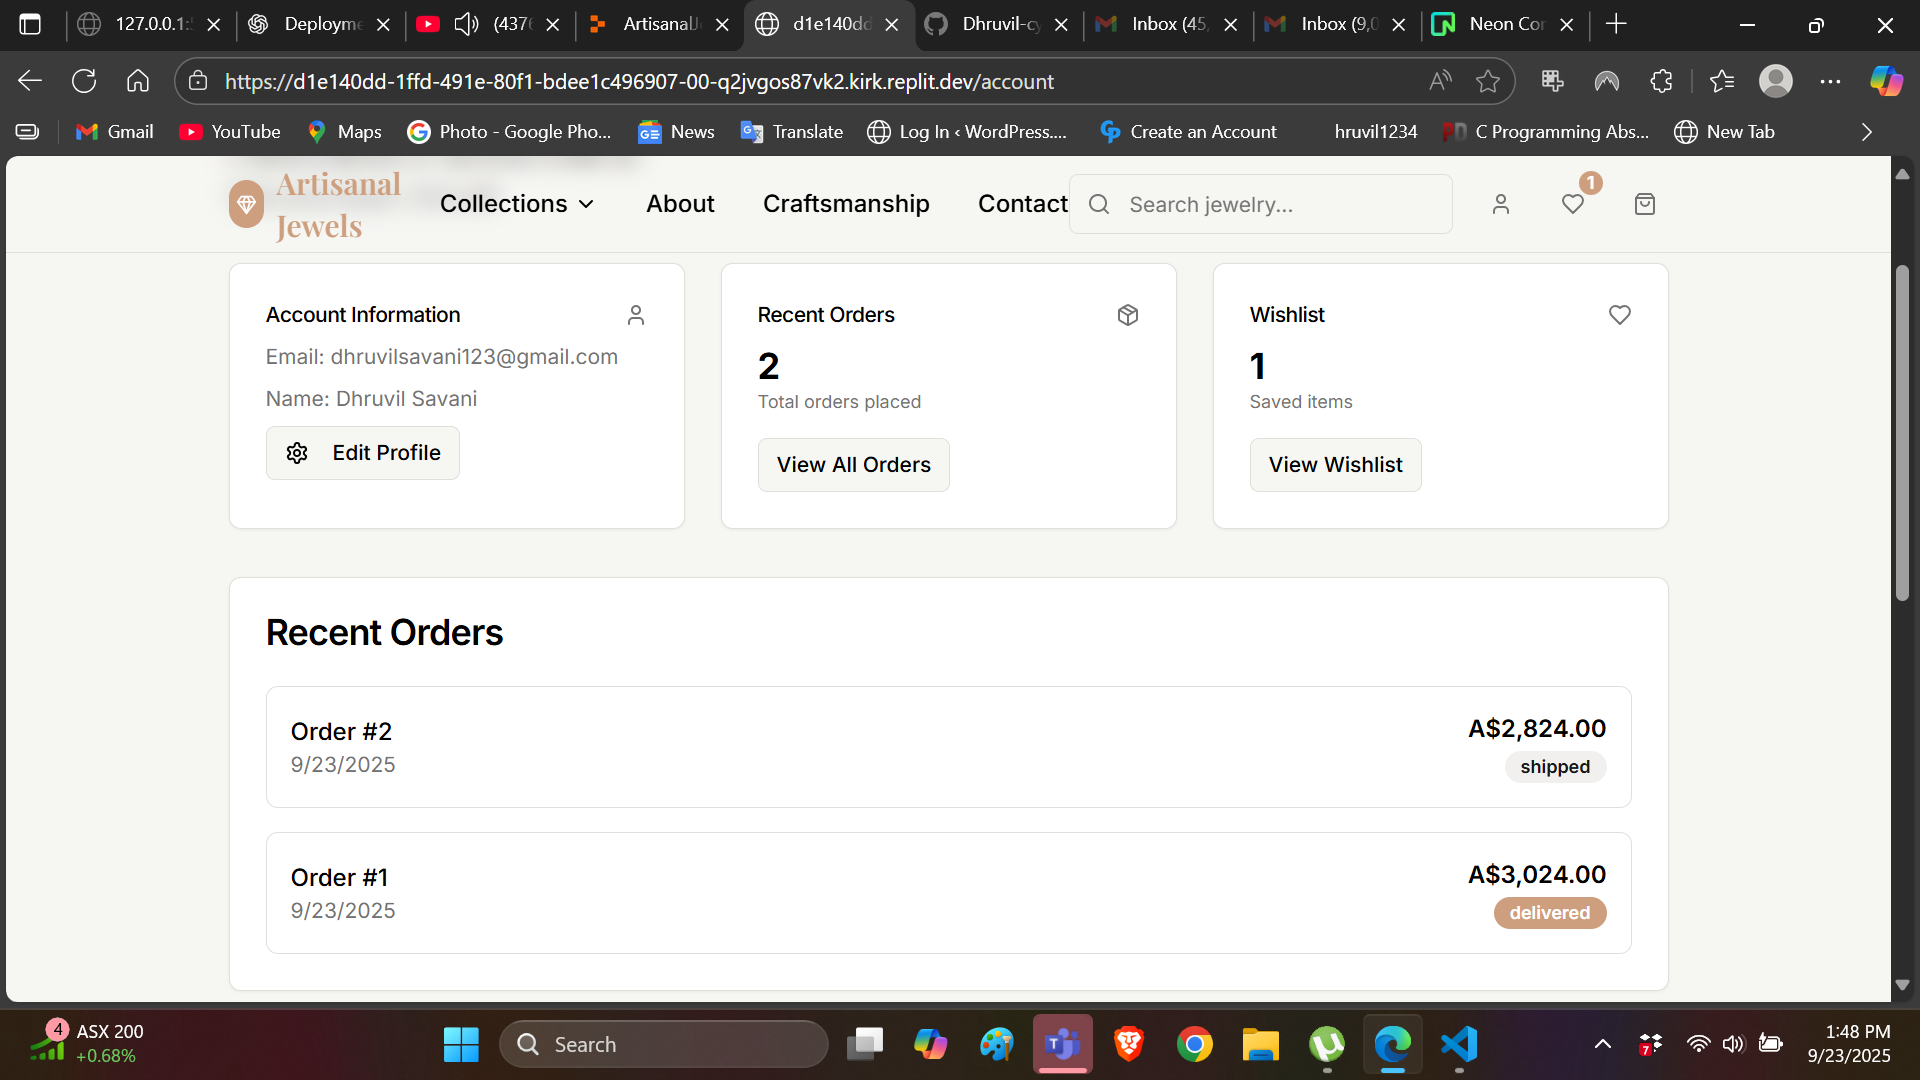 127.0.0.1:5
Deployme
(4376
ArtisanalJe
d1e140dd
Dhruvil-cy
Inbox (45,
Inbox (9,0
Neon Con
https://d1e140dd-1ffd-491e-80f1-bdee1c496907-00-q2jvgos87vk2.kirk.replit.dev/account
Gmail
YouTube
Maps
Photo - Google Pho...
News
Translate
Log In ‹ WordPress....
Create an Account
hruvil1234
C Programming Abs...
New Tab
Artisanal
Jewels
Collections
About
Craftsmanship
Contact
Search jewelry...
1
Account Information
Email: dhruvilsavani123@gmail.com
Name: Dhruvil Savani
Edit Profile
Recent Orders
2
Total orders placed
View All Orders
Wishlist
1
Saved items
View Wishlist
Recent Orders
Order #2
9/23/2025
A$2,824.00
shipped
Order #1
9/23/2025
A$3,024.00
delivered
4
ASX 200
+0.68%
Search
7
1:48 PM
9/23/2025